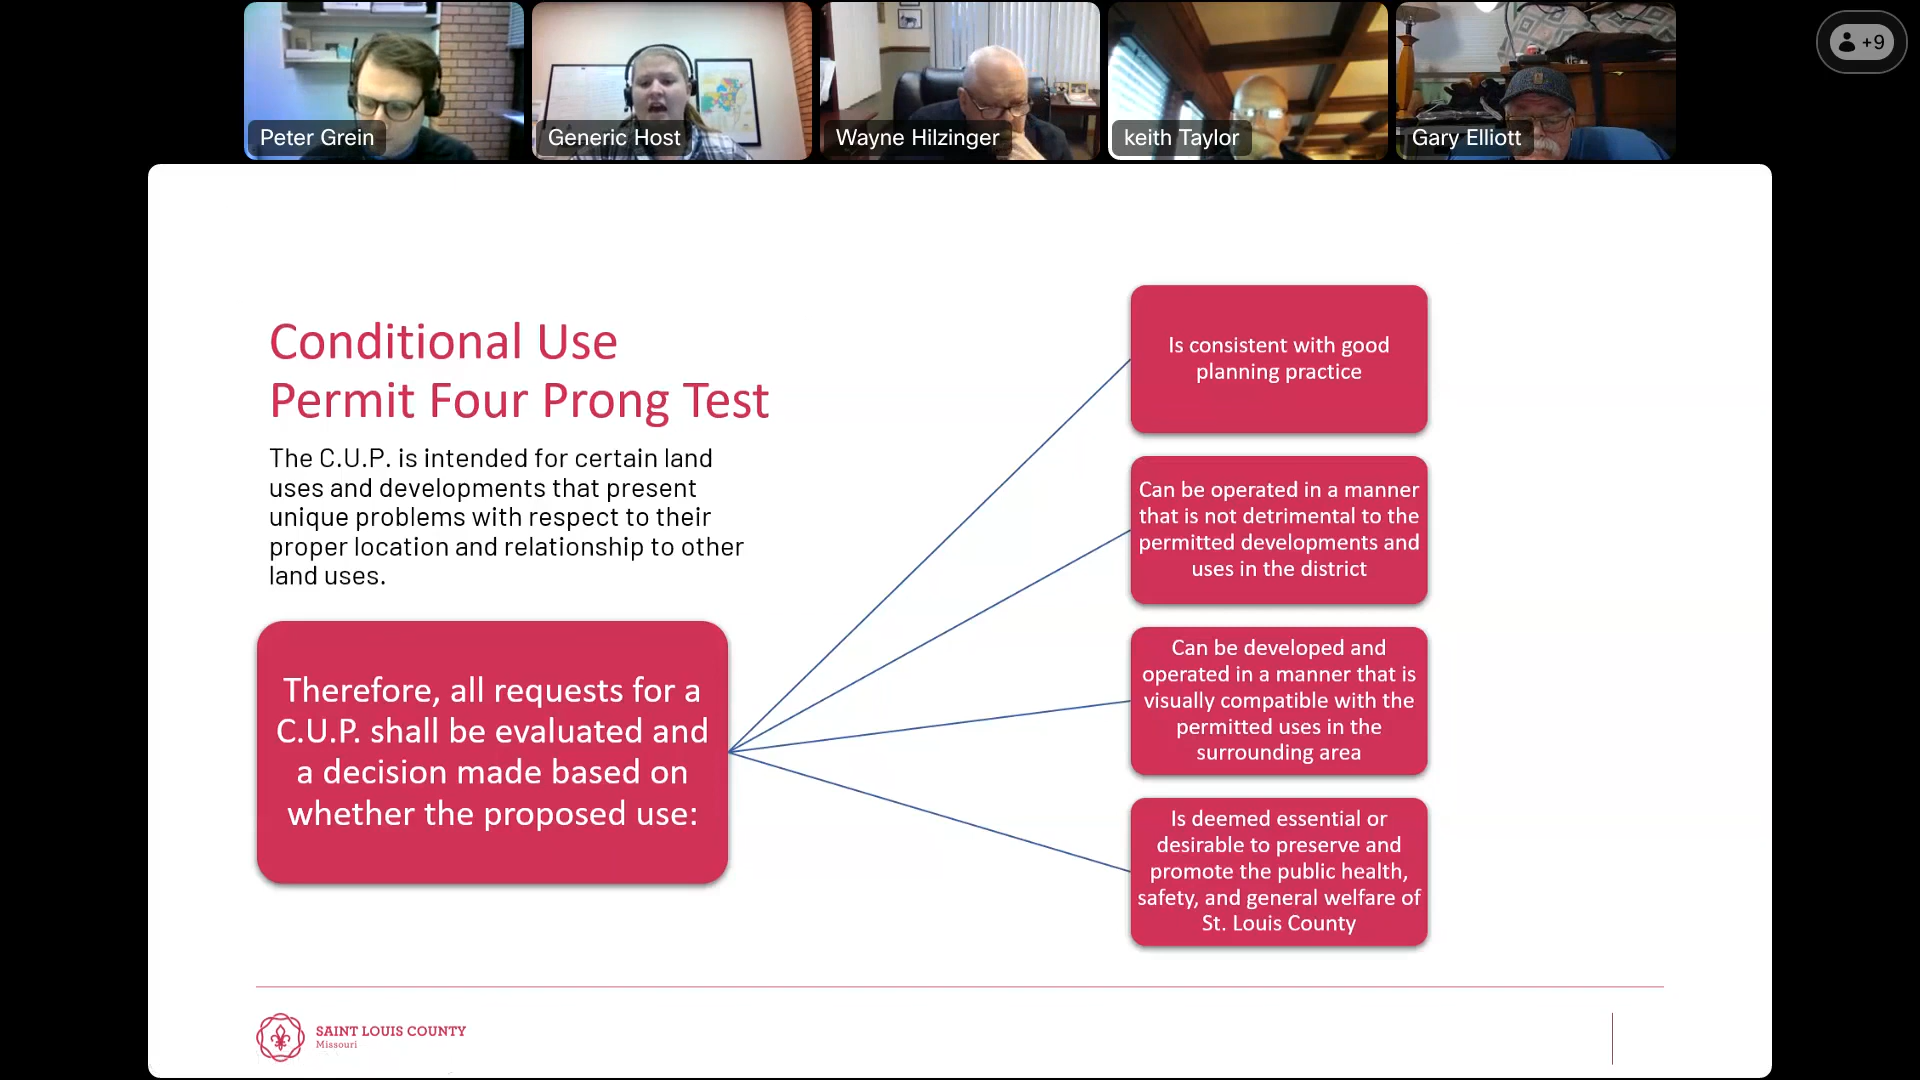 Peter Grein
Generic Host
Wayne Hilzinger
keith Taylor
Gary Elliott
+9
Conditional Use
Permit Four Prong Test
The C.U.P. is intended for certain land
uses and developments that present
unique problems with respect to their
proper location and relationship to other
land uses.
Therefore, all requests for a
C.U.P. shall be evaluated and
a decision made based on
whether the proposed use:
Is consistent with good
planning practice
Can be operated in a manner
that is not detrimental to the
permitted developments and
uses in the district
Can be developed and
operated in a manner that is
visually compatible with the
permitted uses in the
surrounding area
Is deemed essential or
desirable to preserve and
promote the public health,
safety, and general welfare of
St. Louis County
SAINT LOUIS COUNTY
Missouri